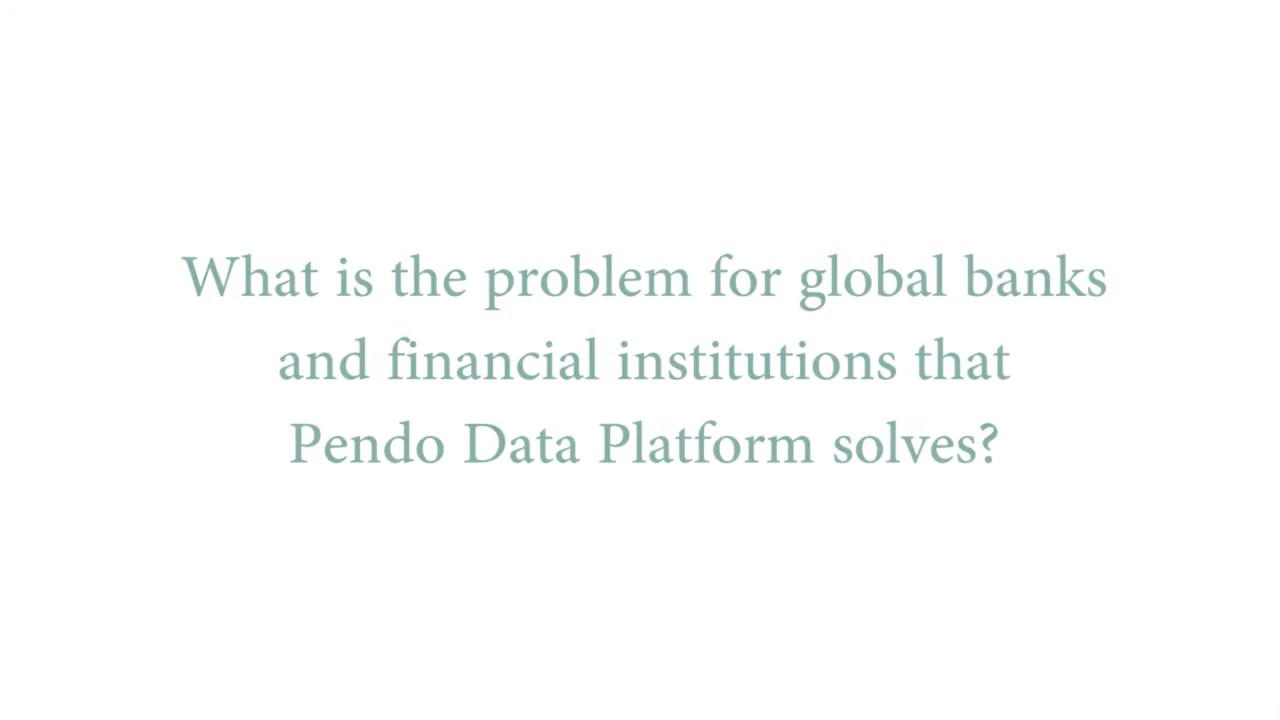 What is the problem for global banks
and financial institutions that
Pendo Data Platform solves?